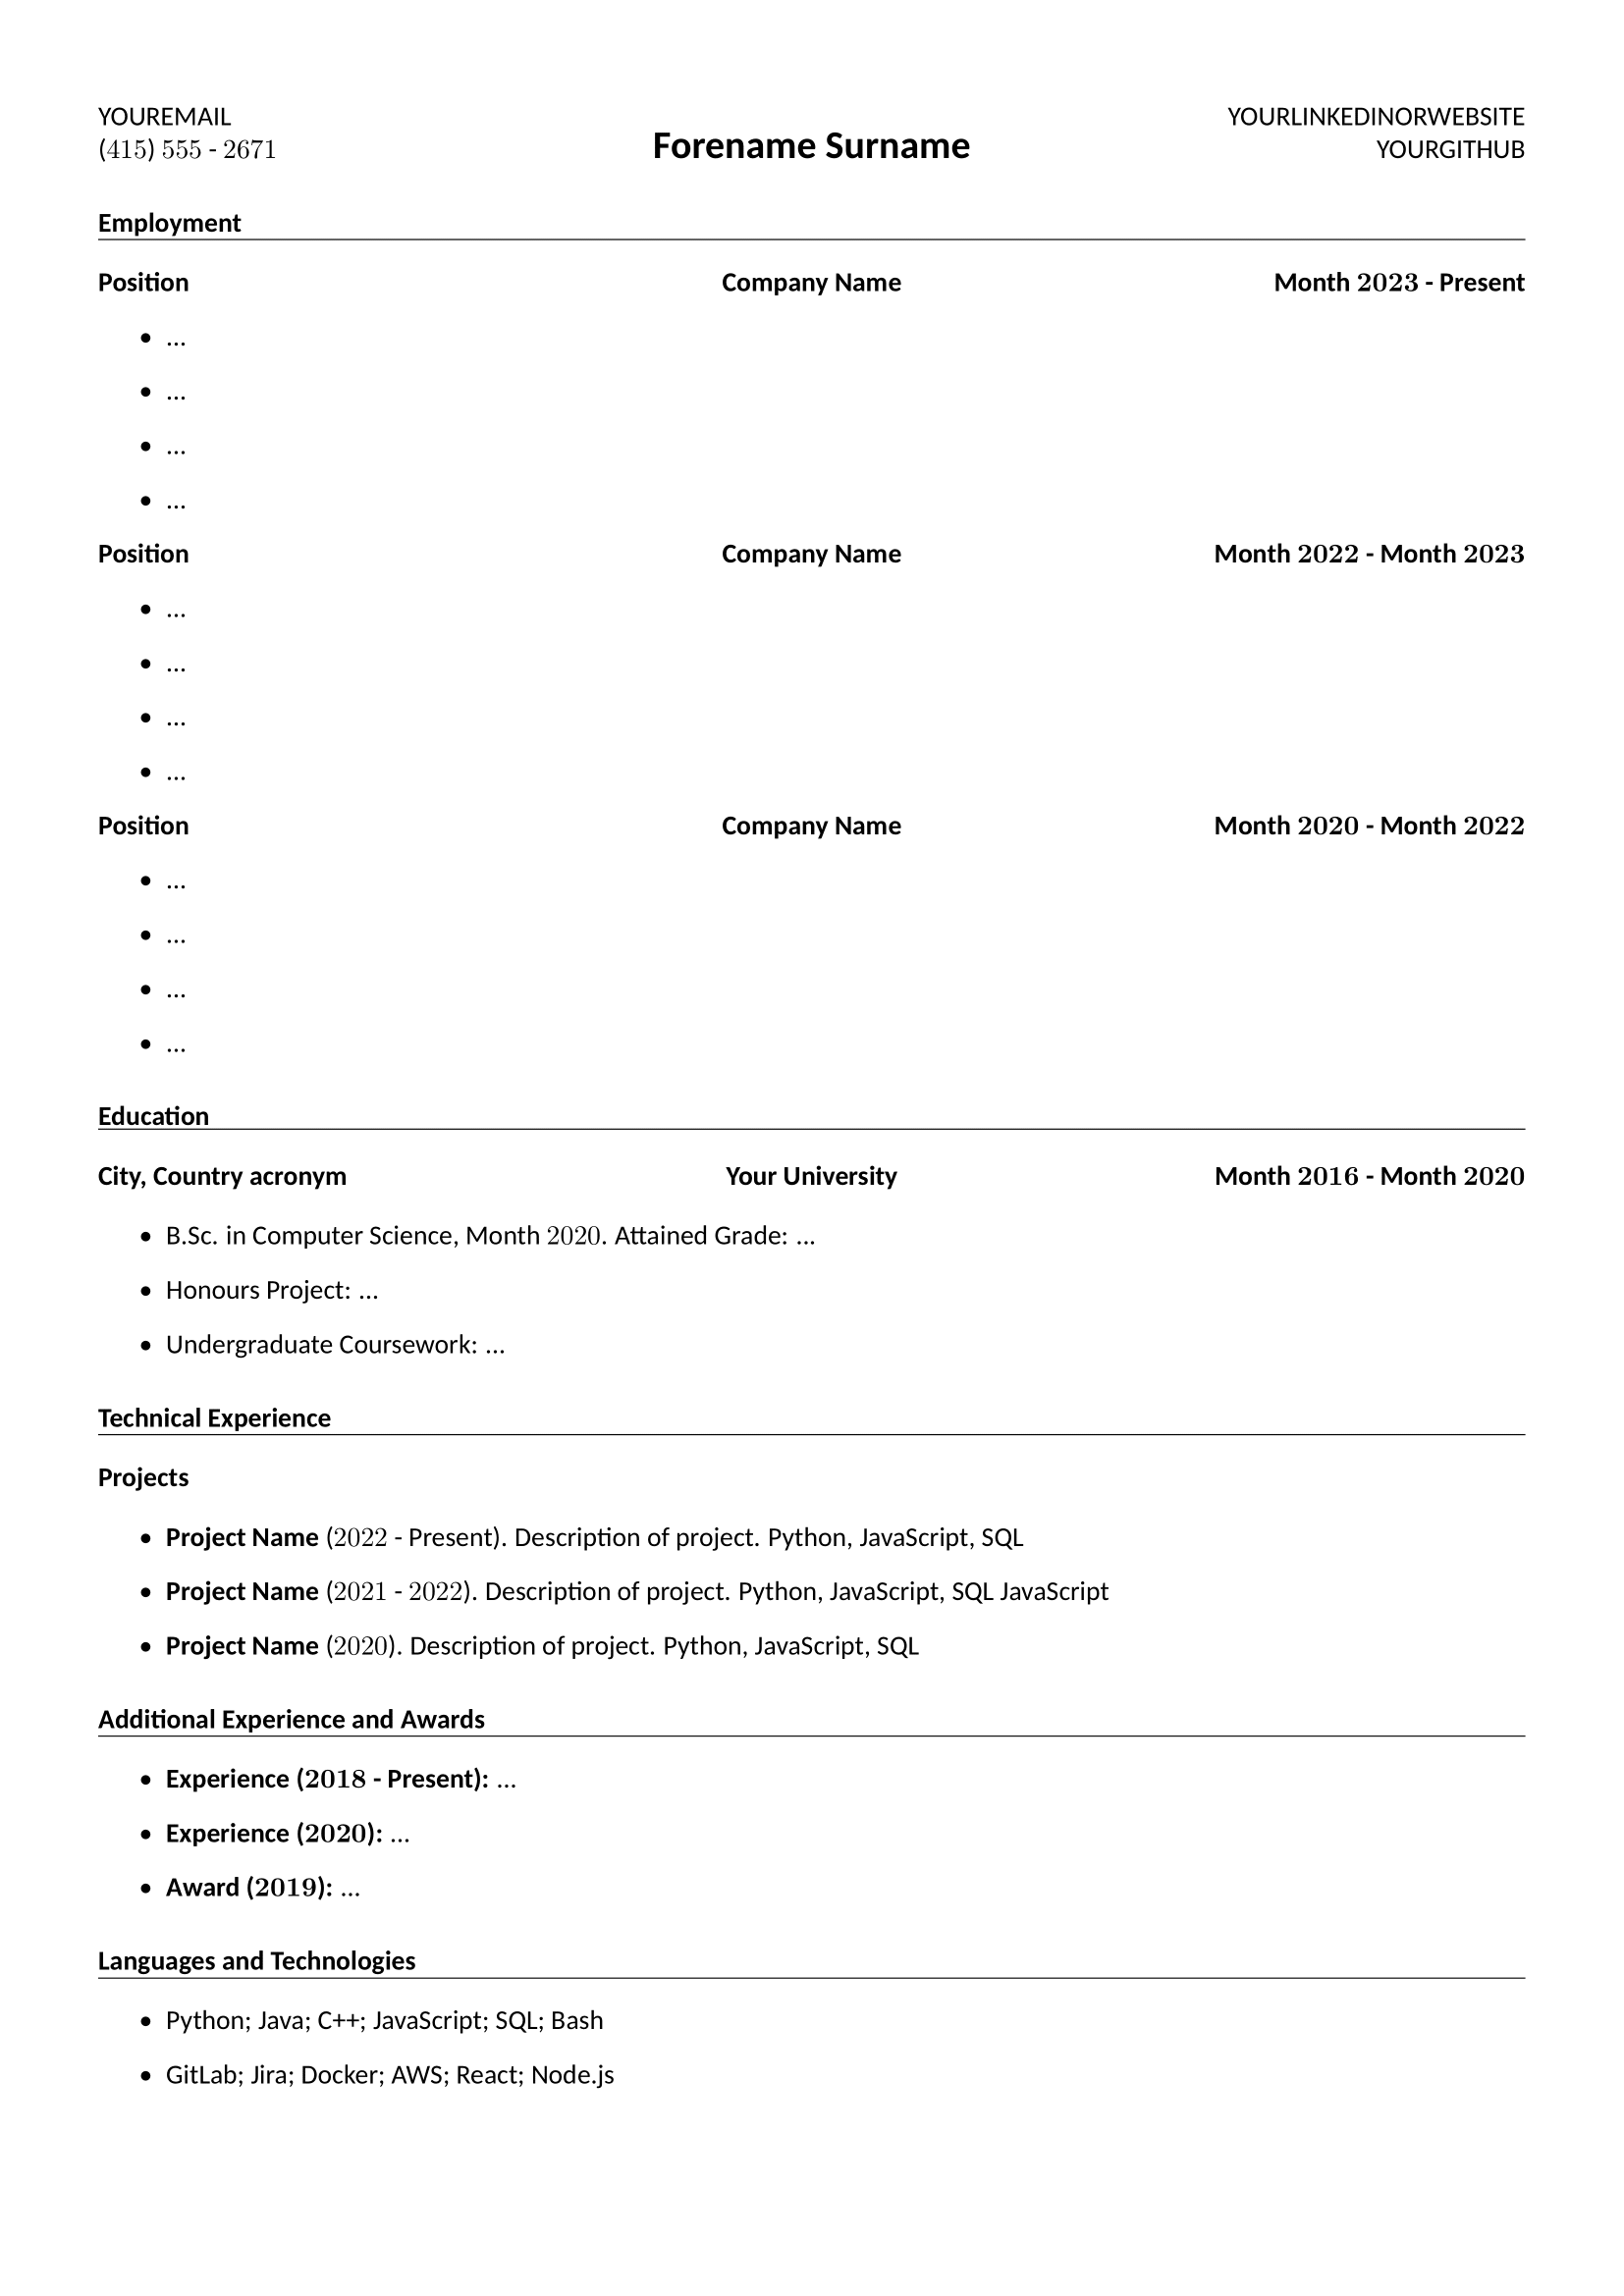 YOUREMAIL
(415) 555 - 2671
Forename Surname
YOURLINKEDINORWEBSITE
YOURGITHUB
Employment
Position Company Name Month 2023 - Present
• ...
• ...
• ...
• ...
Position Company Name Month 2022 - Month 2023
• ...
• ...
• ...
• ...
Position Company Name Month 2020 - Month 2022
• ...
• ...
• ...
• ...
Education
City, Country acronym Your University Month 2016 - Month 2020
• B.Sc. in Computer Science, Month 2020. Attained Grade: ...
• Honours Project: ...
• Undergraduate Coursework: ...
Technical Experience
Projects
• Project Name (2022 - Present). Description of project. Python, JavaScript, SQL
• Project Name (2021 - 2022). Description of project. Python, JavaScript, SQL JavaScript
• Project Name (2020). Description of project. Python, JavaScript, SQL
Additional Experience and Awards
• Experience (2018 - Present): ...
• Experience (2020): ...
• Award (2019): ...
Languages and Technologies
• Python; Java; C++; JavaScript; SQL; Bash
• GitLab; Jira; Docker; AWS; React; Node.js